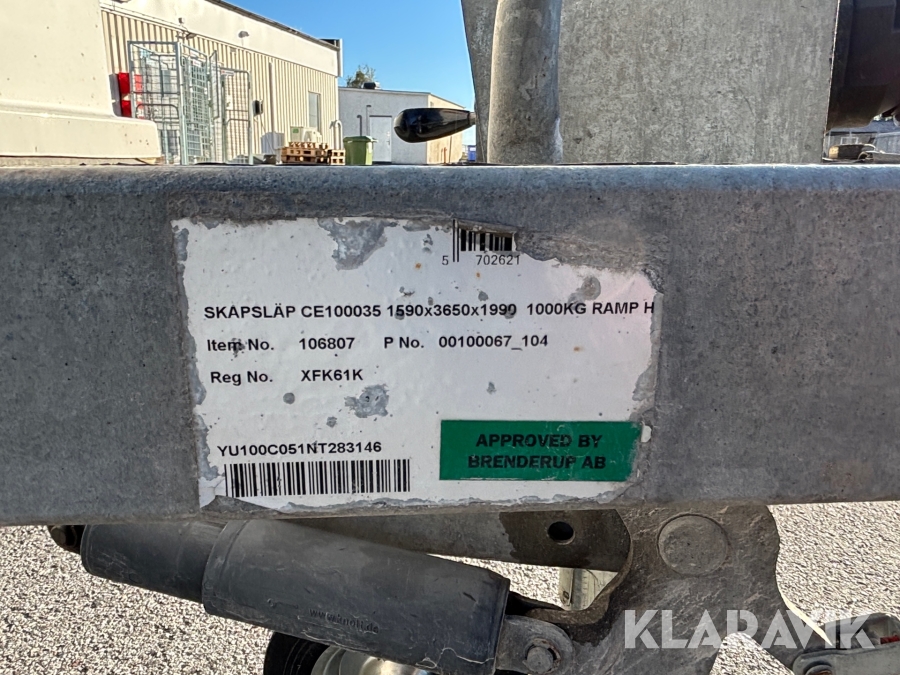 5 702621
SKÅPSLÄP CE100035 1590x3650x1990 1000KG RAMP H
Item No. 106807 P No. 00100067_104
Reg No. XFK61K
YU100C051NT283146
APPROVED BY
BRENDERUP AB
KLARAVIK